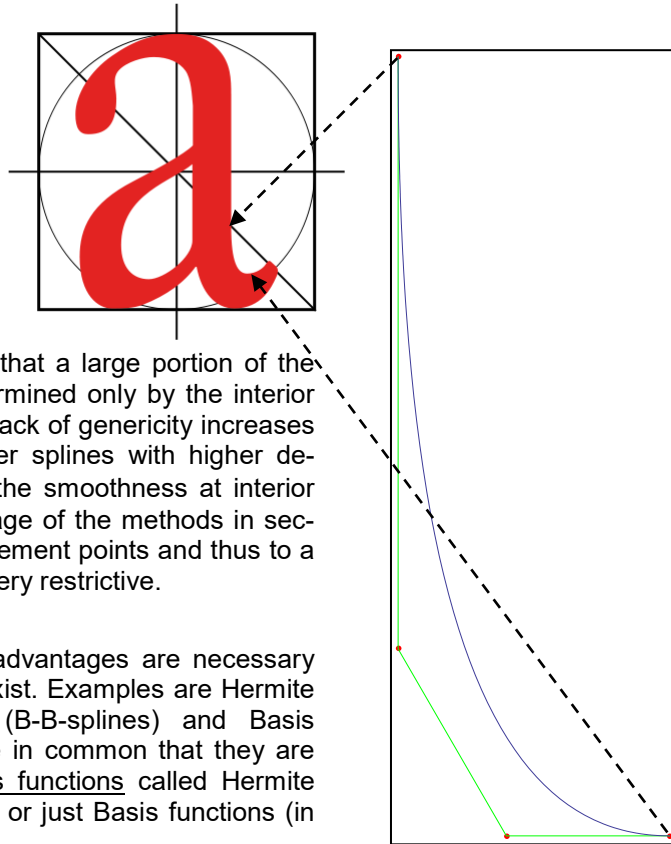 a
that a large portion of the
rmined only by the interior
ack of genericity increases
er splines with higher de-
the smoothness at interior
age of the methods in sec-
ement points and thus to a
ery restrictive.
advantages are necessary
xist. Examples are Hermite
(B-B-splines) and Basis
e in common that they are
s functions called Hermite
or just Basis functions (in